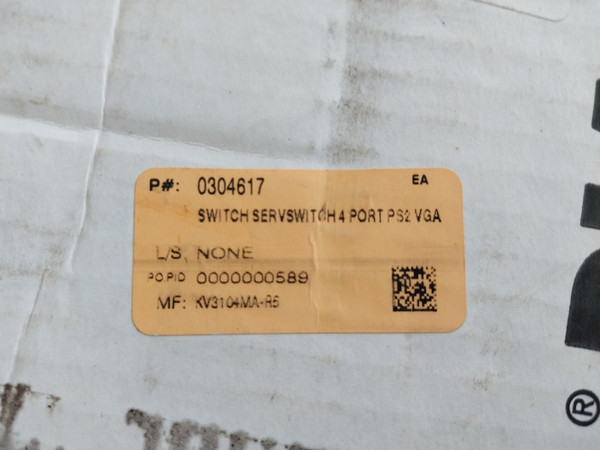 P#: 0304617 EA
SWITCH SERVSWITCH 4 PORT PS2 VGA
L/S, NONE
PO.PID 0000000589
MF: KV3104MA-R5
®